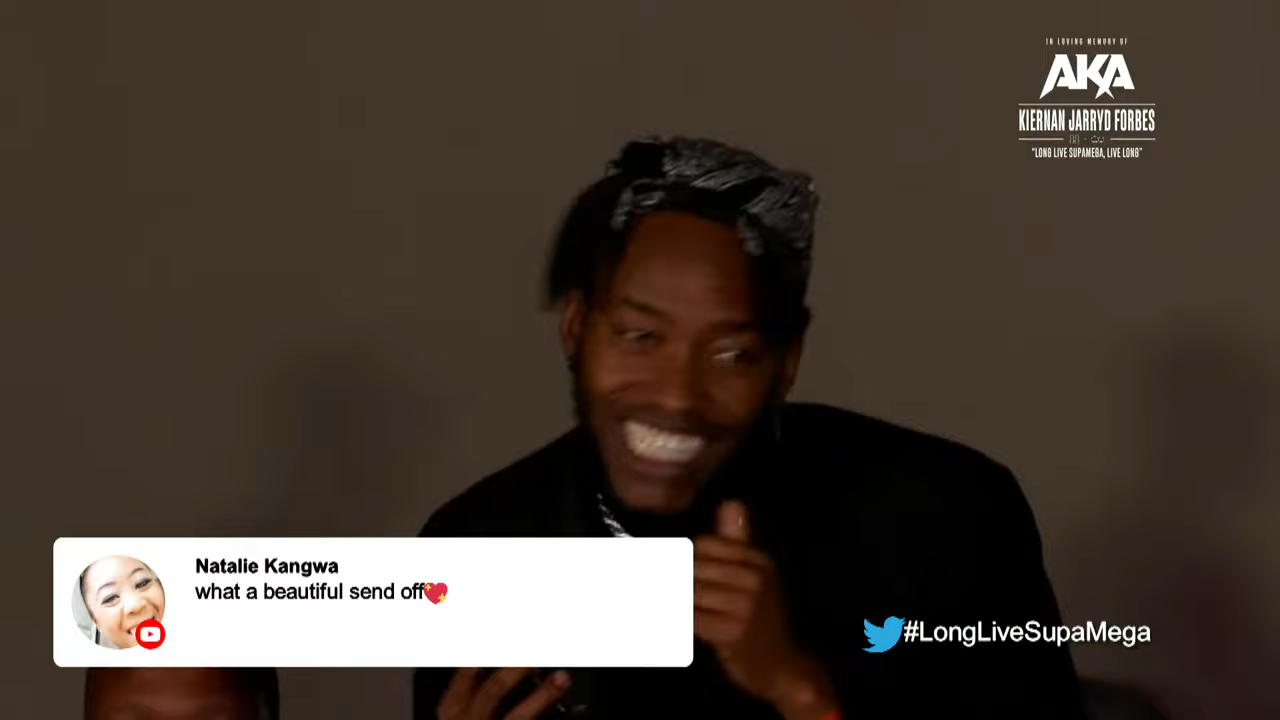 IN LOVING MEMORY OF
AKA
KIERNAN JARRYD FORBES
"LONG LIVE SUPAMEGA, LIVE LONG"
Natalie Kangwa
what a beautiful send off💖
#LongLiveSupaMega